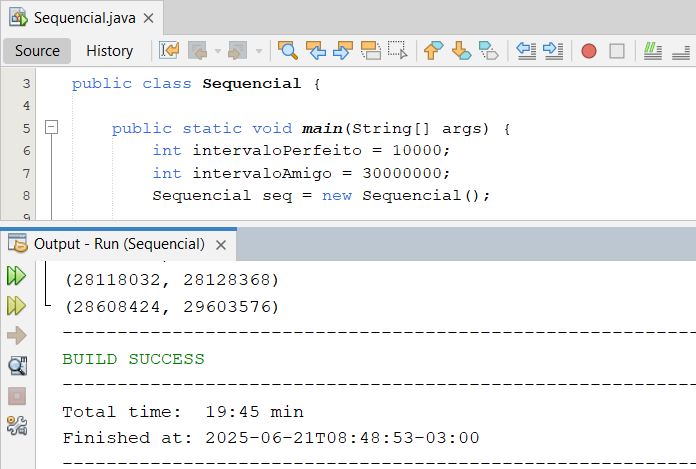 Sequencial.java
Source History
3 public class Sequencial {
4
5 public static void main(String[] args) {
6 int intervaloPerfeito = 10000;
7 int intervaloAmigo = 30000000;
8 Sequencial seq = new Sequencial();
Output - Run (Sequencial)
(28118032, 28128368)
(28608424, 29603576)
------------------------------------------------------------------------
BUILD SUCCESS
------------------------------------------------------------------------
Total time:  19:45 min
Finished at: 2025-06-21T08:48:53-03:00
------------------------------------------------------------------------